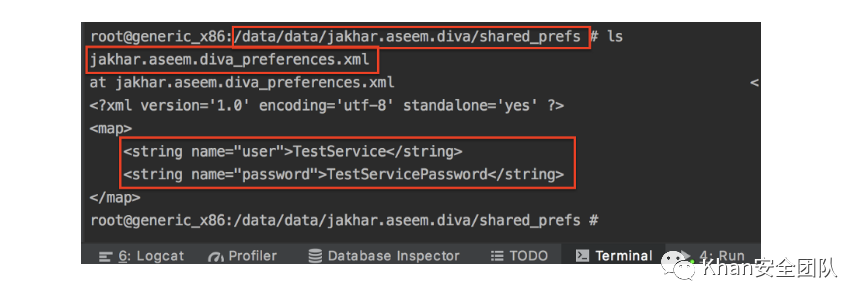 root@generic_x86:/data/data/jakhar.aseem.diva/shared_prefs # ls
jakhar.aseem.diva_preferences.xml
at jakhar.aseem.diva_preferences.xml <
<?xml version='1.0' encoding='utf-8' standalone='yes' ?>
<map>
<string name="user">TestService</string>
<string name="password">TestServicePassword</string>
</map>
root@generic_x86:/data/data/jakhar.aseem.diva/shared_prefs #
6: Logcat Profiler Database Inspector TODO Terminal 4: Run
Khan安全团队